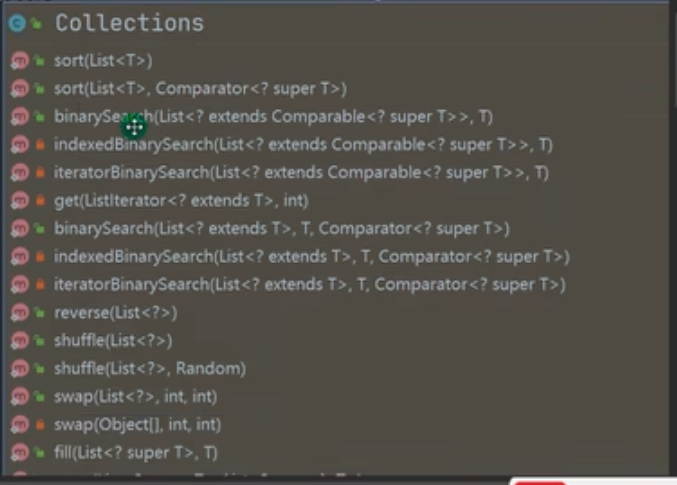 Collections
sort(List<T>)
sort(List<T>, Comparator<? super T>)
binarySearch(List<? extends Comparable<? super T>>, T)
indexedBinarySearch(List<? extends Comparable<? super T>>, T)
iteratorBinarySearch(List<? extends Comparable<? super T>>, T)
get(ListIterator<? extends T>, int)
binarySearch(List<? extends T>, T, Comparator<? super T>)
indexedBinarySearch(List<? extends T>, T, Comparator<? super T>)
iteratorBinarySearch(List<? extends T>, T, Comparator<? super T>)
reverse(List<?>)
shuffle(List<?>)
shuffle(List<?>, Random)
swap(List<?>, int, int)
swap(Object[], int, int)
fill(List<? super T>, T)